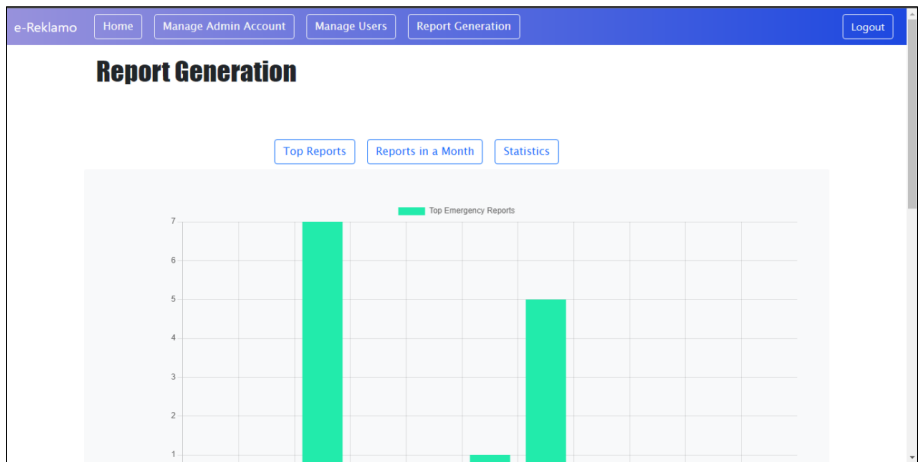 e-Reklamo Home Manage Admin Account Manage Users Report Generation Logout
Report Generation
Top Reports Reports in a Month Statistics
Top Emergency Reports
7
6
5
4
3
2
1